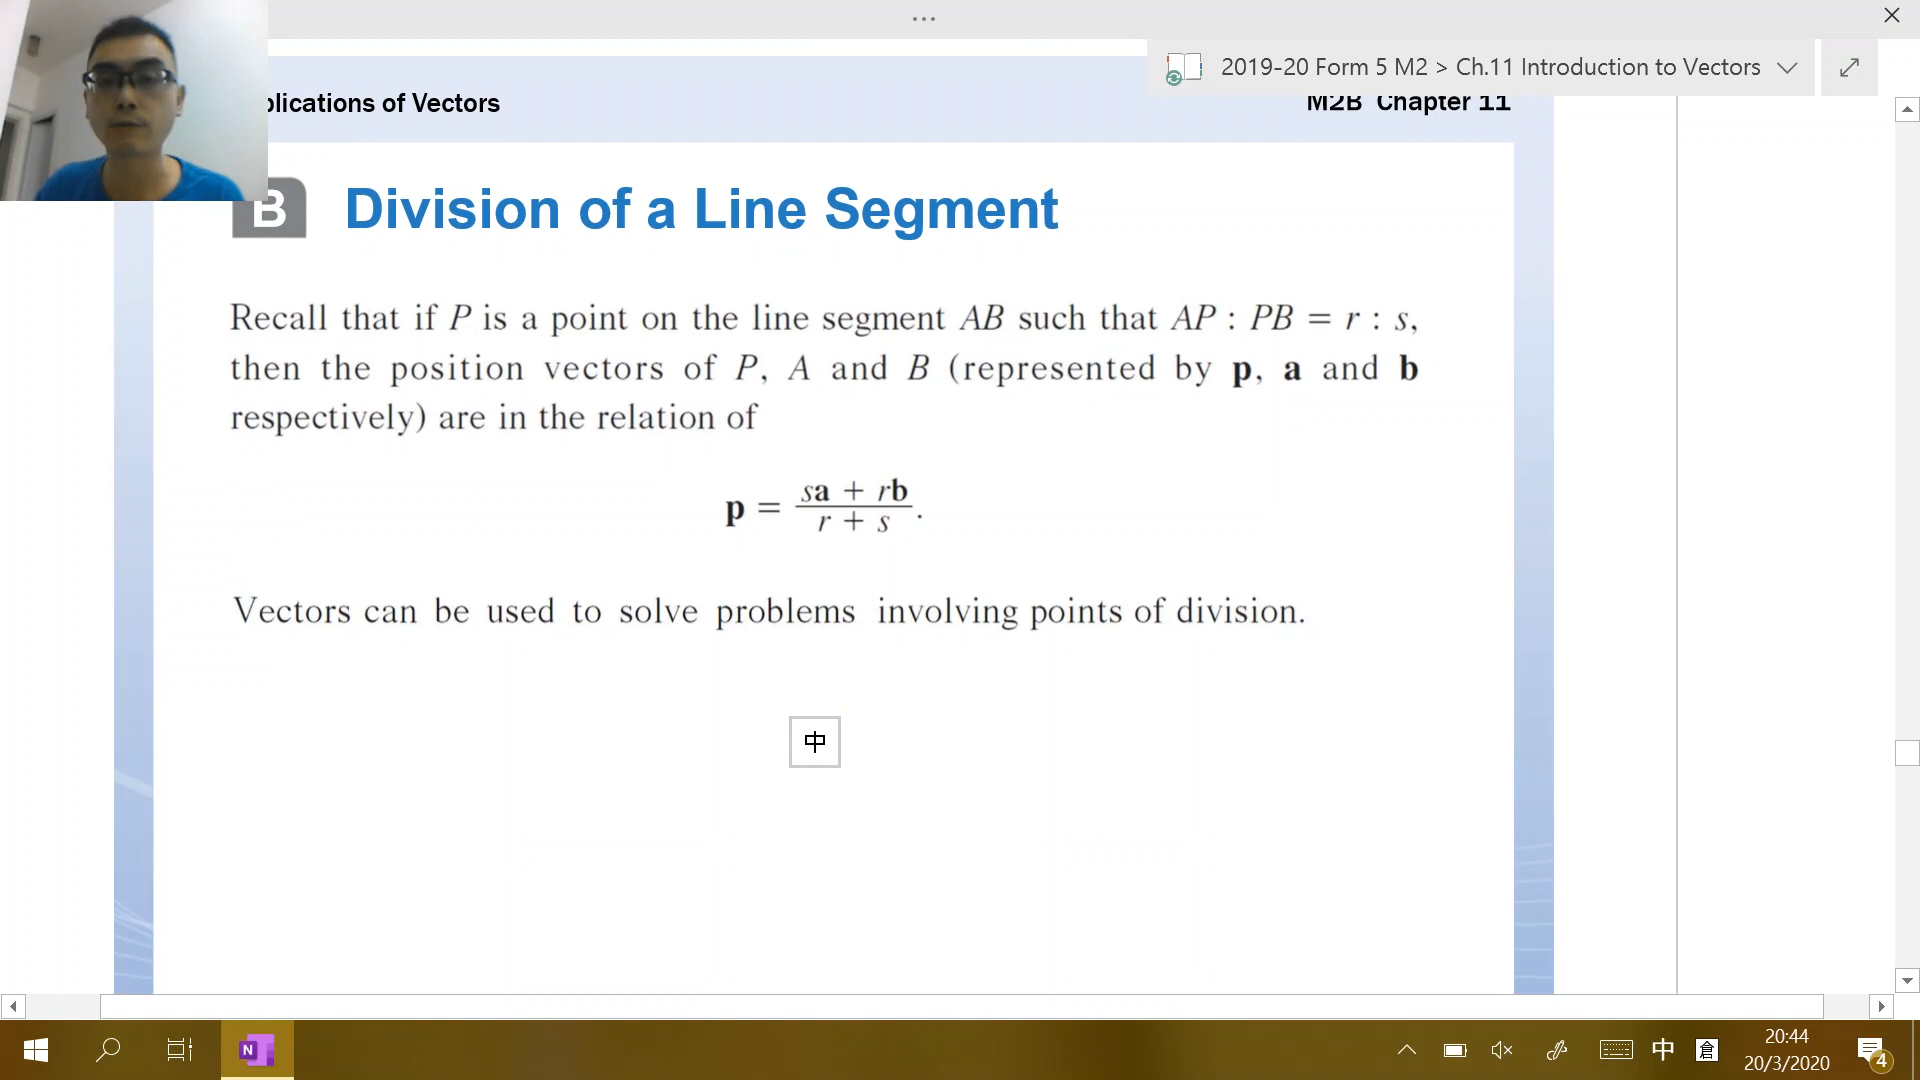 2019-20 Form 5 M2 > Ch.11 Introduction to Vectors
plications of Vectors
M2B Chapter 11
B
Division of a Line Segment
Recall that if P is a point on the line segment AB such that AP : PB = r : s,
then the position vectors of P, A and B (represented by p, a and b
respectively) are in the relation of
p = (sa + rb) / (r + s).
Vectors can be used to solve problems involving points of division.
中
N
中
倉
20:44
20/3/2020
4